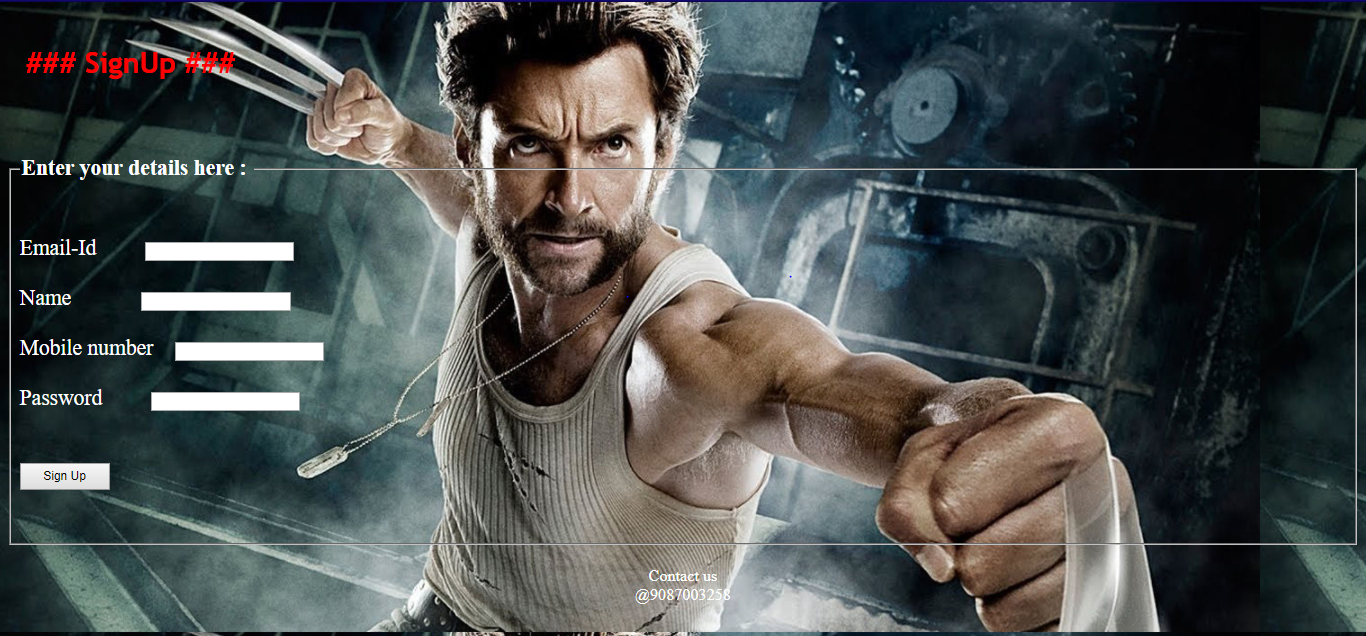 ### SignUp ###
Enter your details here :
Email-Id
Name
Mobile number
Password
Sign Up
Contact us
@9087003258